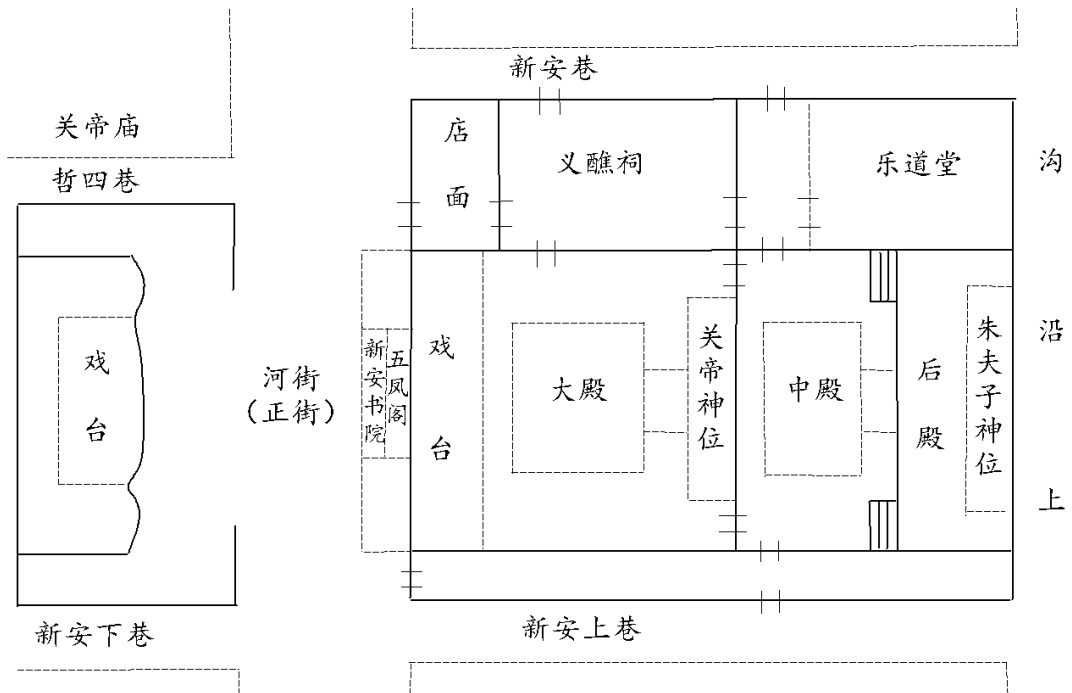 新安巷
关帝庙
哲四巷
店面
义醮祠
乐道堂
沟沿上
戏台
河街
（正街）
新安书院
五凤阁
戏台
大殿
关帝神位
中殿
后殿
朱夫子神位
新安下巷
新安上巷